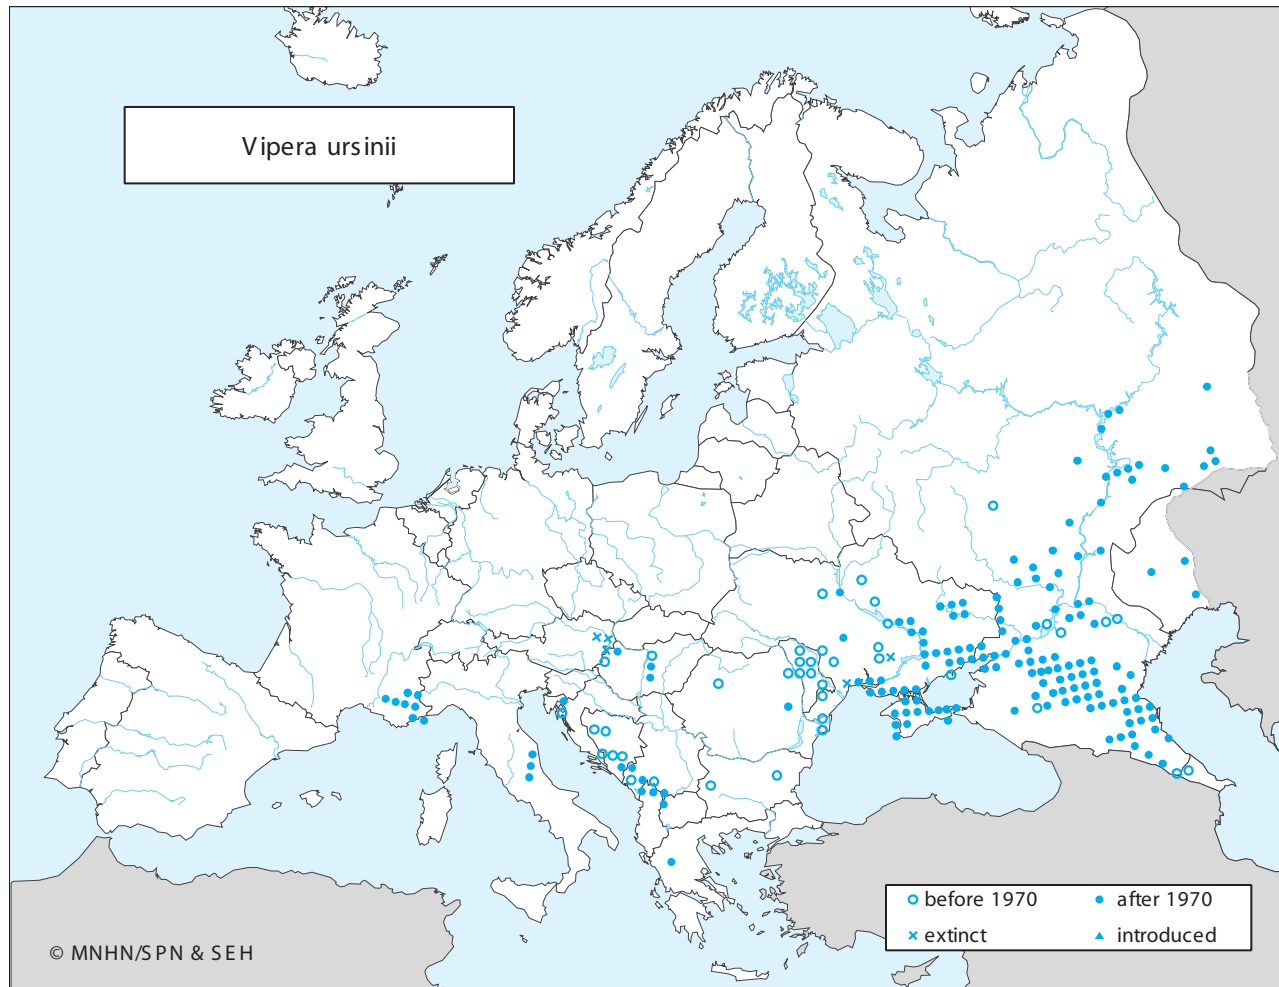 Vipera ursinii
before 1970
after 1970
extinct
introduced
© MNHN/SPN & SEH